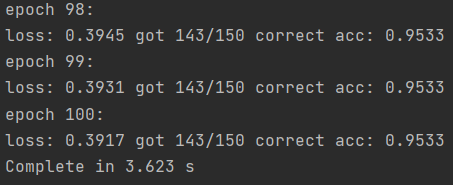 epoch 98:
loss: 0.3945 got 143/150 correct acc: 0.9533
epoch 99:
loss: 0.3931 got 143/150 correct acc: 0.9533
epoch 100:
loss: 0.3917 got 143/150 correct acc: 0.9533
Complete in 3.623 s